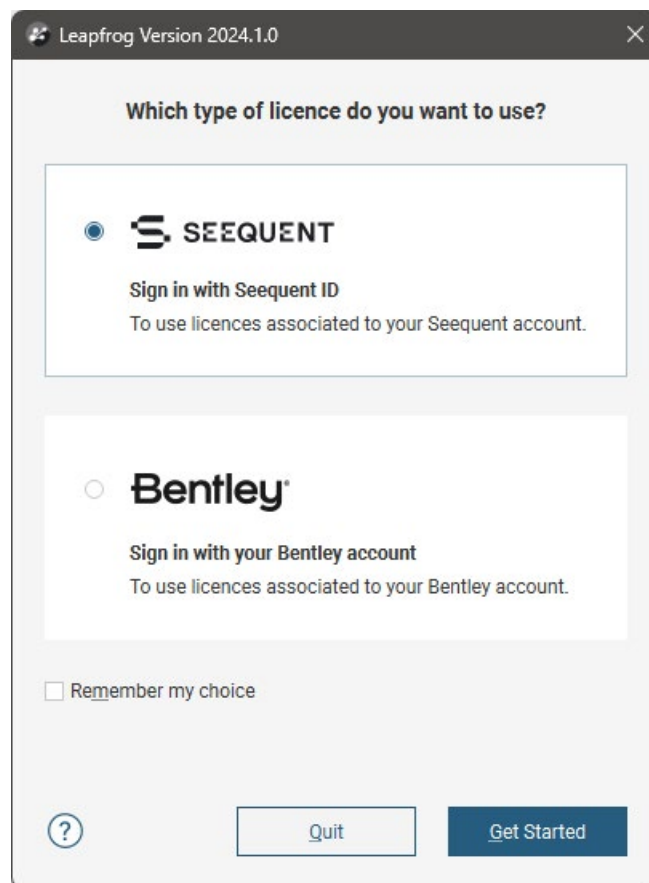 Leapfrog Version 2024.1.0
Which type of licence do you want to use?
SEEQUENT
Sign in with Seequent ID
To use licences associated to your Seequent account.
Bentley®
Sign in with your Bentley account
To use licences associated to your Bentley account.
Remember my choice
?
Quit
Get Started